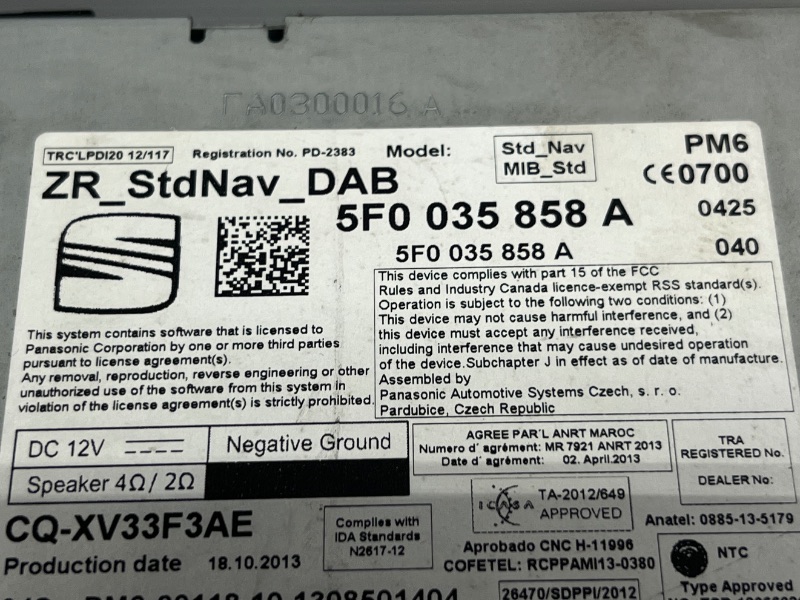 ГА0300016 A
TRC'LPDI20 12/117 Registration No. PD-2383 Model: Std_Nav PM6
MIB_Std
ZR_StdNav_DAB CE0700
5F0 035 858 A 0425
5F0 035 858 A 040
This device complies with part 15 of the FCC
Rules and Industry Canada licence-exempt RSS standard(s).
Operation is subject to the following two conditions: (1)
This device may not cause harmful interference, and (2)
this device must accept any interference received,
including interference that may cause undesired operation
of the device.Subchapter J in effect as of date of manufacture.
Assembled by
Panasonic Automotive Systems Czech, s. r. o.
Pardubice, Czech Republic
This system contains software that is licensed to
Panasonic Corporation by one or more third parties
pursuant to license agreement(s).
Any removal, reproduction, reverse engineering or other
unauthorized use of the software from this system in
violation of the license agreement(s) is strictly prohibited.
DC 12V Negative Ground
Speaker 4Ω/ 2Ω
AGREE PAR'L ANRT MAROC
Numero d' agrément: MR 7921 ANRT 2013
Date d' agrément: 02. April.2013
TRA
REGISTERED No.
DEALER No.:
CQ-XV33F3AE
Production date 18.10.2013
Complies with
IDA Standards
N2617-12
ICASA TA-2012/649
APPROVED
Anatel: 0885-13-5179
Aprobado CNC H-11996
COFETEL: RCPPAMI13-0380
NTC
Type Approved
26470/SDPPI/2012